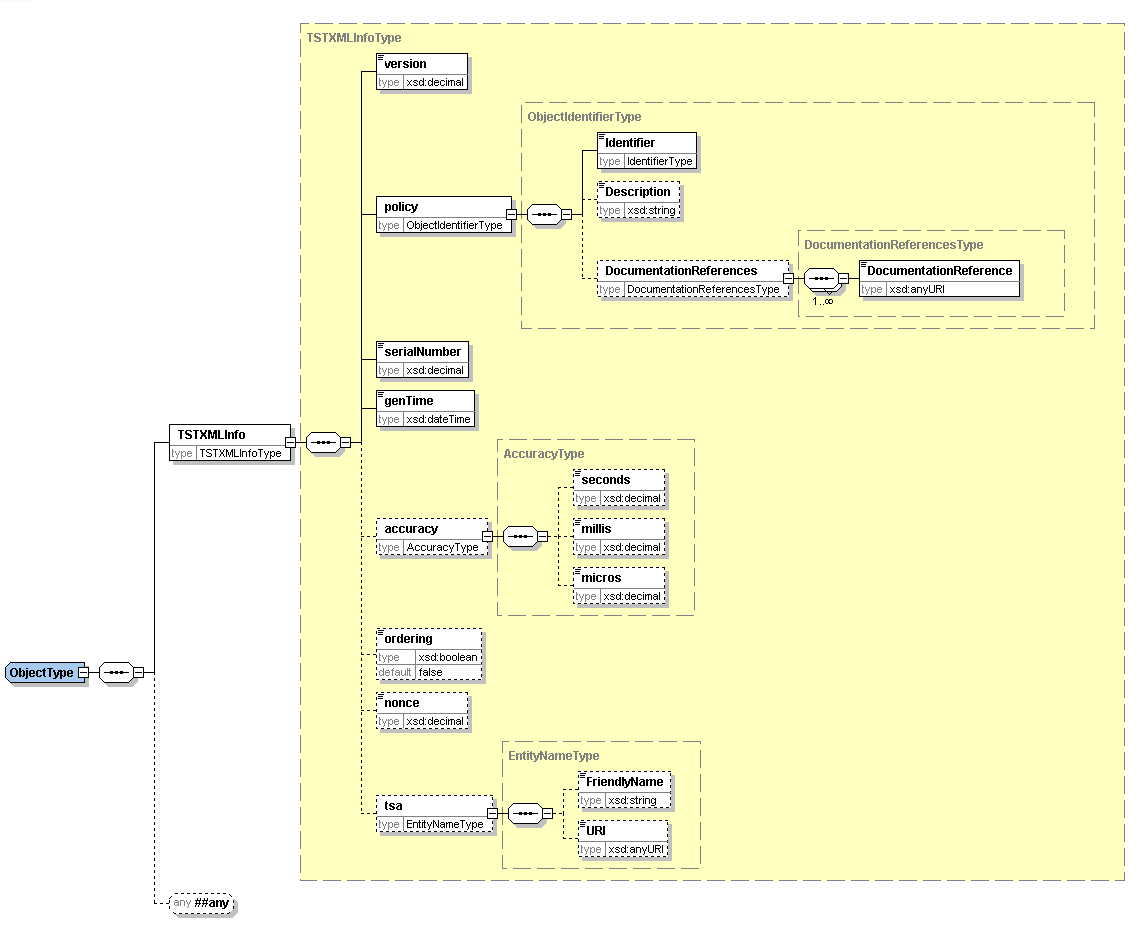 TSTXMLInfoType
version
type xsd:decimal
ObjectIdentifierType
Identifier
type IdentifierType
Description
type xsd:string
policy
type ObjectIdentifierType
DocumentationReferencesType
DocumentationReferences
type DocumentationReferencesType
1..∞
DocumentationReference
type xsd:anyURI
serialNumber
type xsd:decimal
genTime
type xsd:dateTime
TSTXMLInfo
type TSTXMLInfoType
AccuracyType
seconds
type xsd:decimal
accuracy
type AccuracyType
millis
type xsd:decimal
micros
type xsd:decimal
ordering
type xsd:boolean
default false
ObjectType
nonce
type xsd:decimal
EntityNameType
FriendlyName
type xsd:string
tsa
type EntityNameType
URI
type xsd:anyURI
any ##any